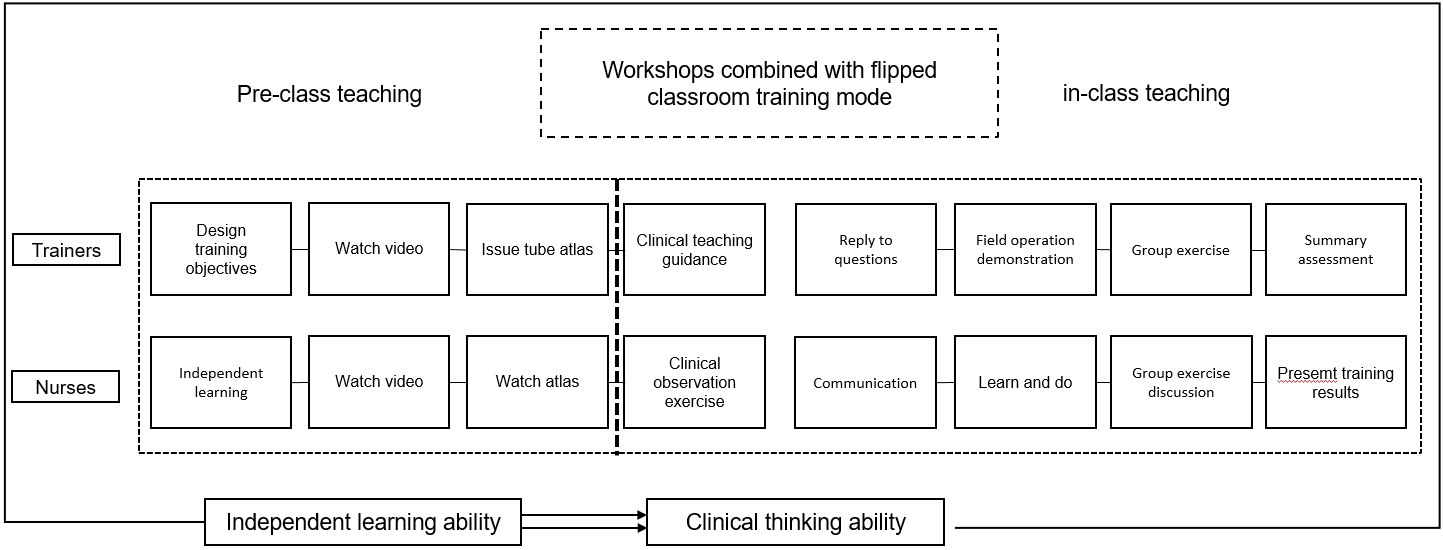 Workshops combined with flipped
classroom training mode
Pre-class teaching
in-class teaching
Trainers
Design
training
objectives
Watch video
Issue tube atlas
Clinical teaching
guidance
Reply to
questions
Field operation
demonstration
Group exercise
Summary
assessment
Nurses
Independent
learning
Watch video
Watch atlas
Clinical
observation
exercise
Communication
Learn and do
Group exercise
discussion
Presemt training
results
Independent learning ability
Clinical thinking ability